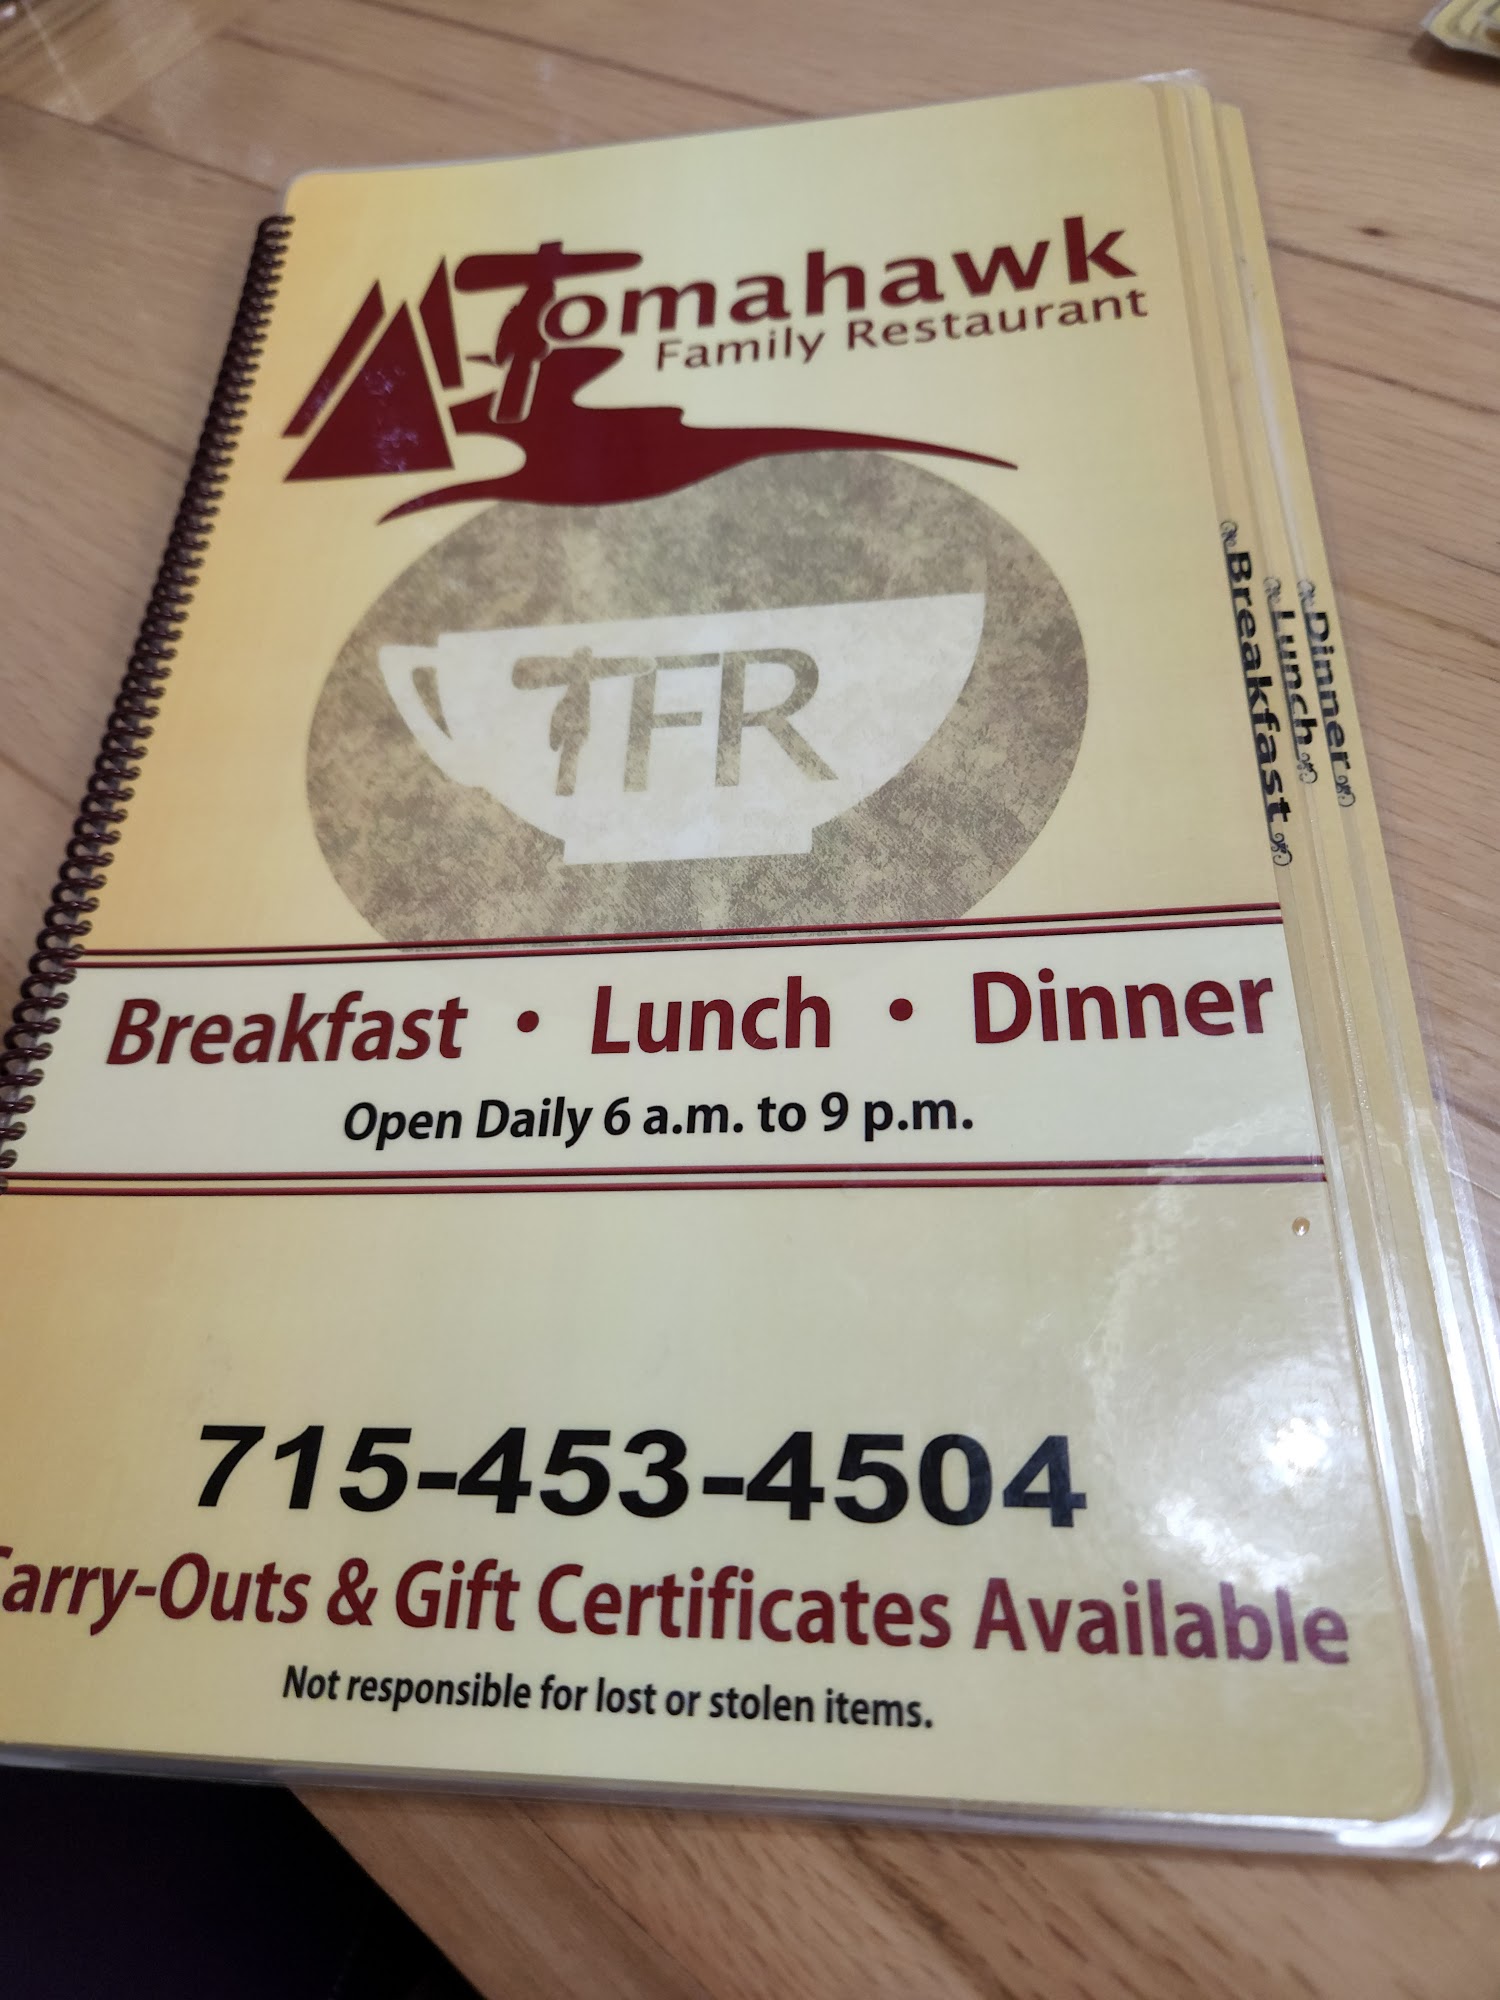 Tomahawk
Family Restaurant
TFR
Breakfast
Lunch
Dinner
Breakfast • Lunch • Dinner
Open Daily 6 a.m. to 9 p.m.
715-453-4504
Carry-Outs & Gift Certificates Available
Not responsible for lost or stolen items.